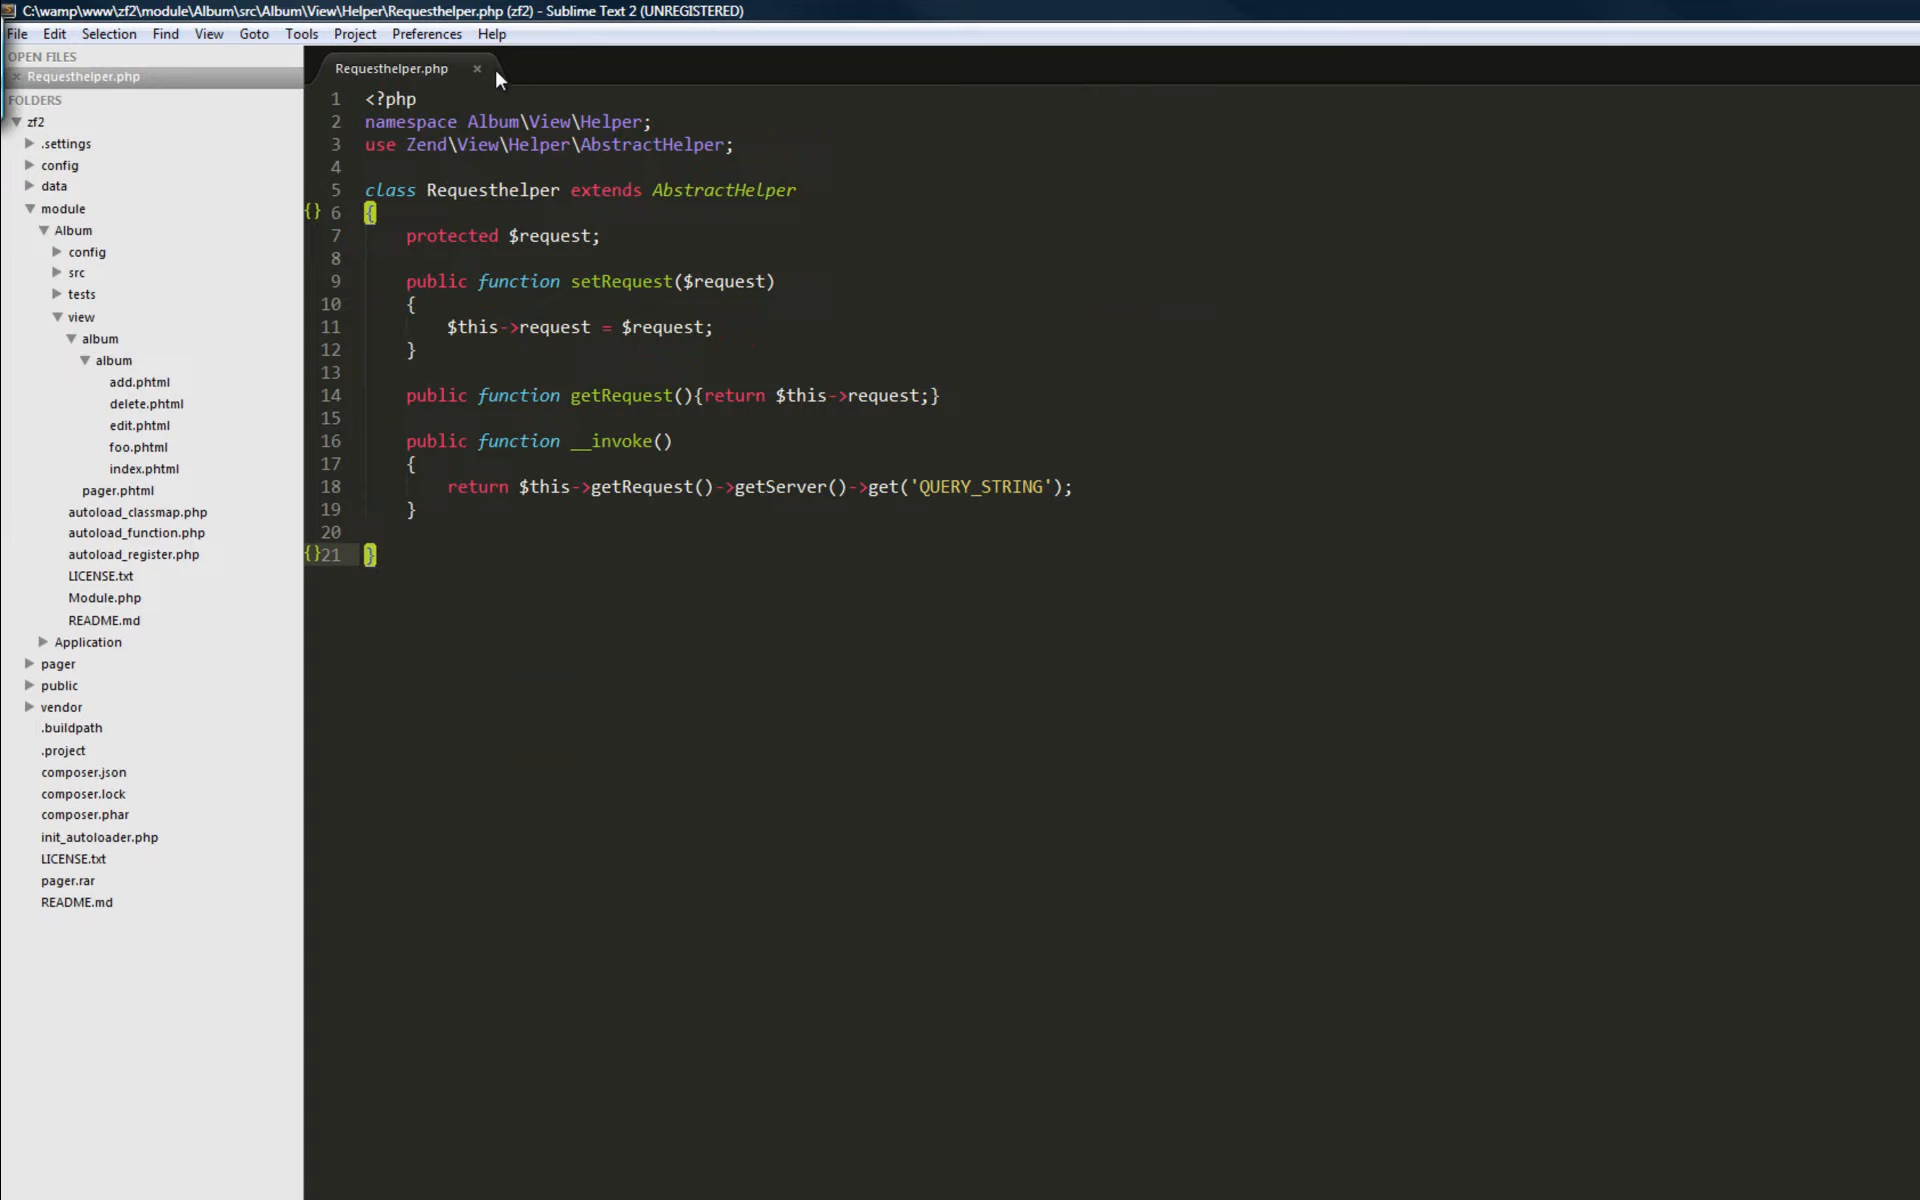 C:\wamp\www\zf2\module\Album\src\Album\View\Helper\Requesthelper.php (zf2) - Sublime Text 2 (UNREGISTERED)
File Edit Selection Find View Goto Tools Project Preferences Help
OPEN FILES
Requesthelper.php
FOLDERS
zf2
.settings
config
data
module
Album
config
src
tests
view
album
album
add.phtml
delete.phtml
edit.phtml
foo.phtml
index.phtml
pager.phtml
autoload_classmap.php
autoload_function.php
autoload_register.php
LICENSE.txt
Module.php
README.md
Application
pager
public
vendor
.buildpath
.project
composer.json
composer.lock
composer.phar
init_autoloader.php
LICENSE.txt
pager.rar
README.md
Requesthelper.php ×
1 <?php
2 namespace Album\View\Helper;
3 use Zend\View\Helper\AbstractHelper;
4
5 class Requesthelper extends AbstractHelper
{} 6 {
7 protected $request;
8
9 public function setRequest($request)
10 {
11 $this->request = $request;
12 }
13
14 public function getRequest(){return $this->request;}
15
16 public function __invoke()
17 {
18 return $this->getRequest()->getServer()->get('QUERY_STRING');
19 }
20
{} 21 }